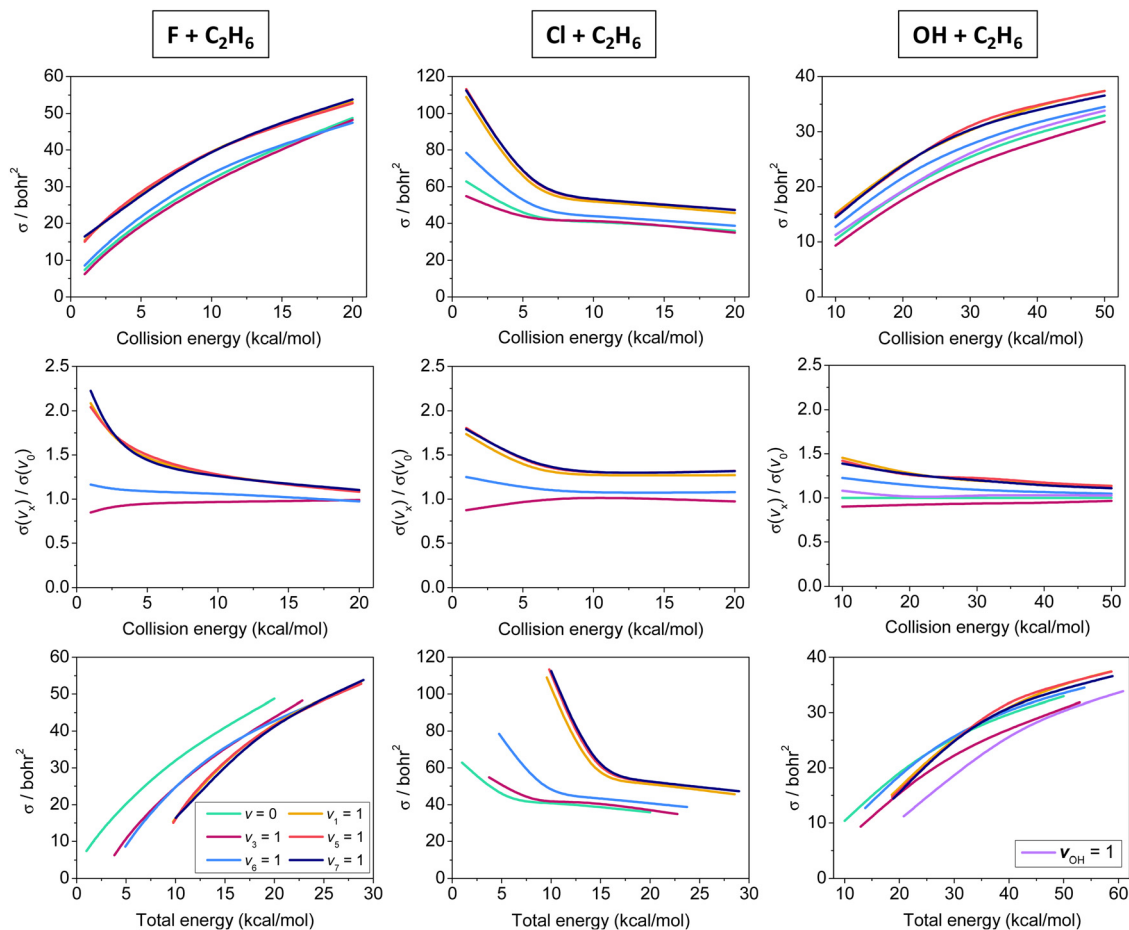 F + C₂H₆
Cl + C₂H₆
OH + C₂H₆
σ / bohr²
60
50
40
30
20
10
0
0 5 10 15 20
Collision energy (kcal/mol)
σ / bohr²
120
100
80
60
40
20
0
0 5 10 15 20
Collision energy (kcal/mol)
σ / bohr²
40
30
20
10
0
10 20 30 40 50
Collision energy (kcal/mol)
σ(vₓ) / σ(v₀)
2.5
2.0
1.5
1.0
0.5
0.0
0 5 10 15 20
Collision energy (kcal/mol)
σ(vₓ) / σ(v₀)
2.5
2.0
1.5
1.0
0.5
0.0
0 5 10 15 20
Collision energy (kcal/mol)
σ(vₓ) / σ(v₀)
2.5
2.0
1.5
1.0
0.5
0.0
10 20 30 40 50
Collision energy (kcal/mol)
σ / bohr²
60
50
40
30
20
10
0
v = 0 v₁ = 1
v₃ = 1 v₅ = 1
v₆ = 1 v₇ = 1
0 5 10 15 20 25 30
Total energy (kcal/mol)
σ / bohr²
120
100
80
60
40
20
0
0 5 10 15 20 25 30
Total energy (kcal/mol)
σ / bohr²
40
30
20
10
0
v_OH = 1
10 20 30 40 50 60
Total energy (kcal/mol)